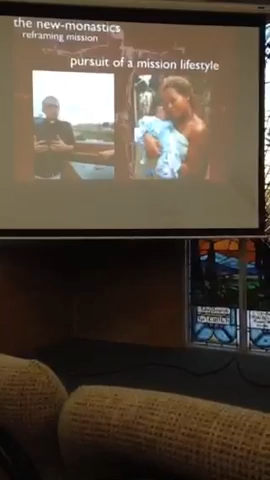 the new-monastics
reframing mission
pursuit of a mission lifestyle